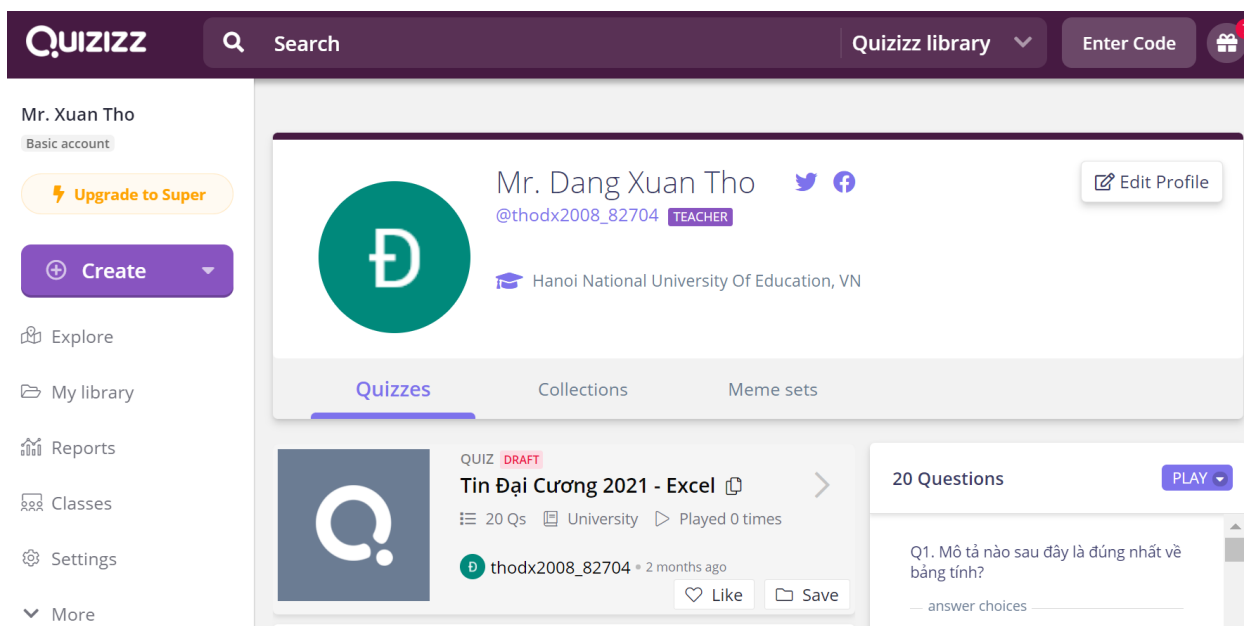 QUIZIZZ
Search
Quizizz library
Enter Code
Mr. Xuan Tho
Basic account
Upgrade to Super
Create
Explore
My library
Reports
Classes
Settings
More
Mr. Dang Xuan Tho
@thodx2008_82704 TEACHER
Đ
Hanoi National University Of Education, VN
Edit Profile
Quizzes
Collections
Meme sets
QUIZ DRAFT
Tin Đại Cương 2021 - Excel
20 Qs University Played 0 times
Đ thodx2008_82704 • 2 months ago
Like
Save
20 Questions
PLAY
Q1. Mô tả nào sau đây là đúng nhất về
bảng tính?
answer choices